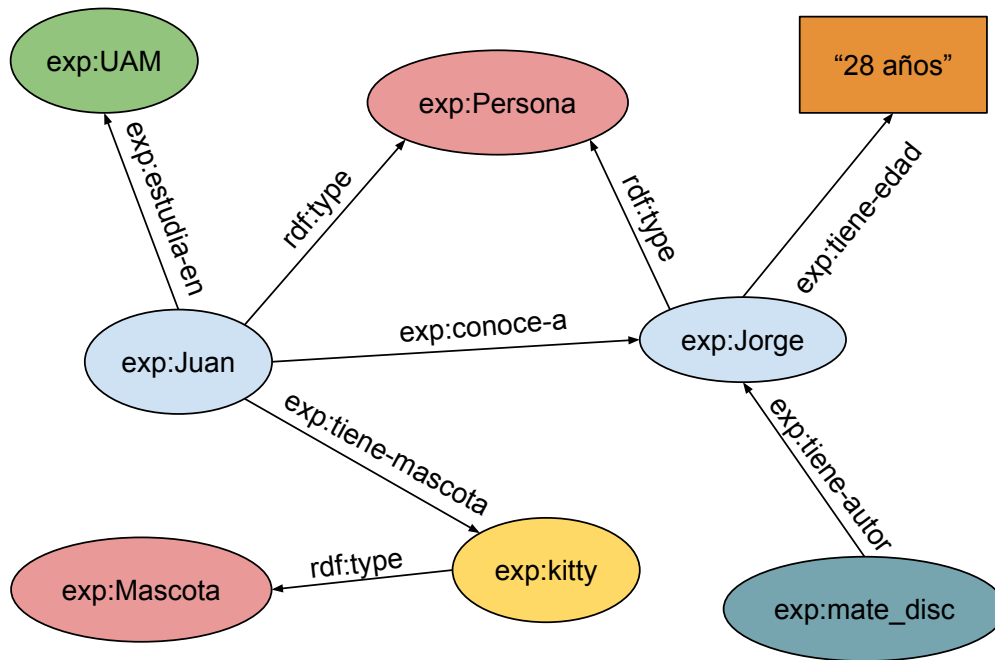 exp:UAM
exp:Persona
“28 años”
exp:estudia-en
rdf:type
rdf:type
exp:tiene-edad
exp:Juan
exp:conoce-a
exp:Jorge
exp:tiene-mascota
exp:tiene-autor
exp:Mascota
rdf:type
exp:kitty
exp:mate_disc